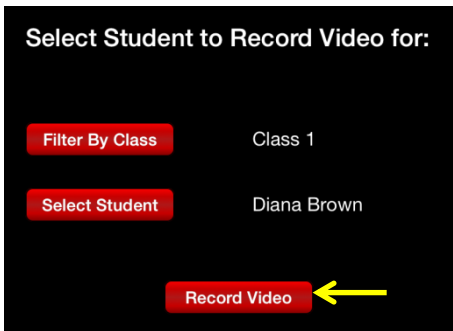 Select Student to Record Video for:
Filter By Class Class 1
Select Student Diana Brown
Record Video